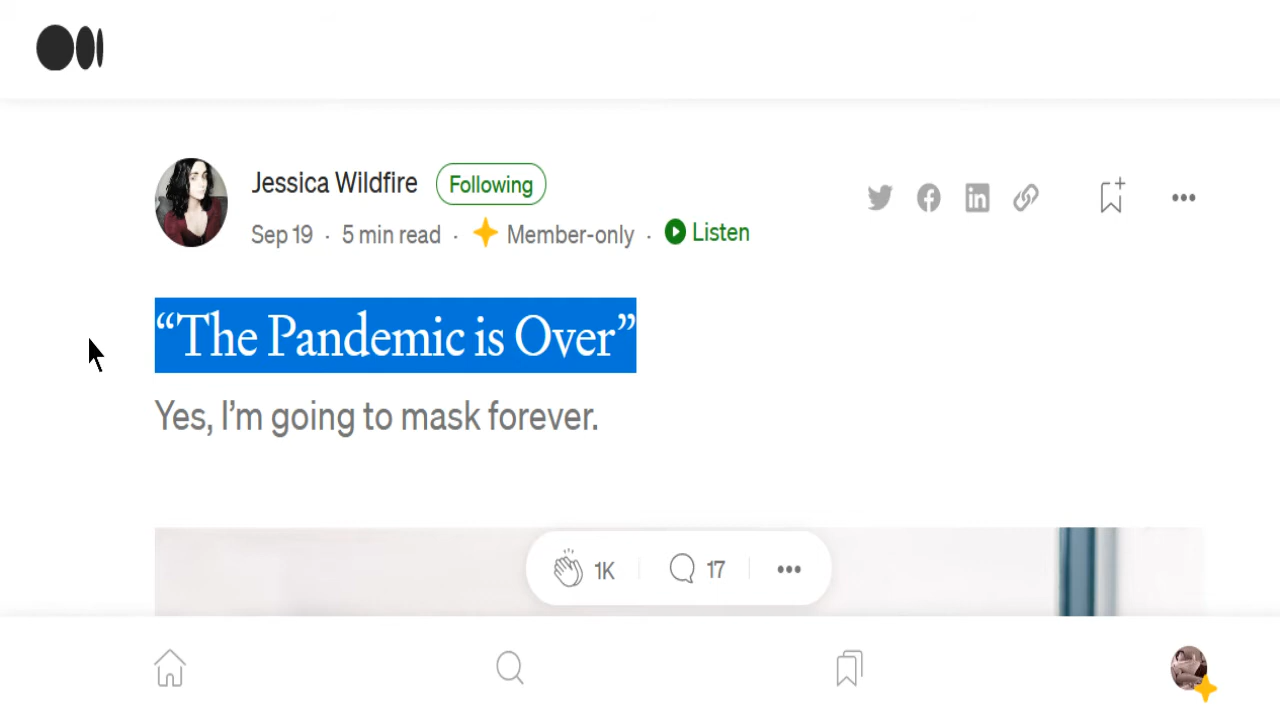 Jessica Wildfire Following
Sep 19 · 5 min read · Member-only · Listen
“The Pandemic is Over”
Yes, I’m going to mask forever.
1K 17